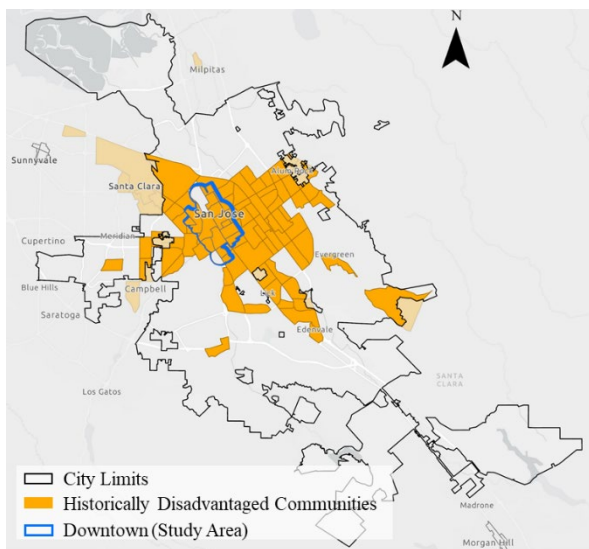 N
Milpitas
Sunnyvale
Alum Rock
Santa Clara
San Jose
Cupertino
Meridian
Evergreen
Blue Hills
Campbell
Saratoga
Edenvale
SANTA
CLARA
Los Gatos
City Limits
Historically Disadvantaged Communities
Downtown (Study Area)
Madrone
Morgan Hill